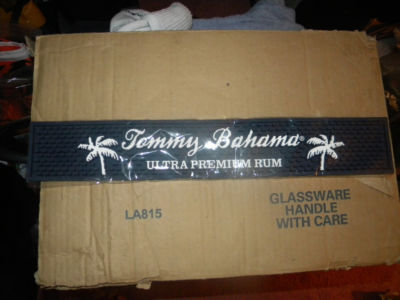 Tommy Bahama®
ULTRA PREMIUM RUM
LA815
GLASSWARE
HANDLE
WITH CARE